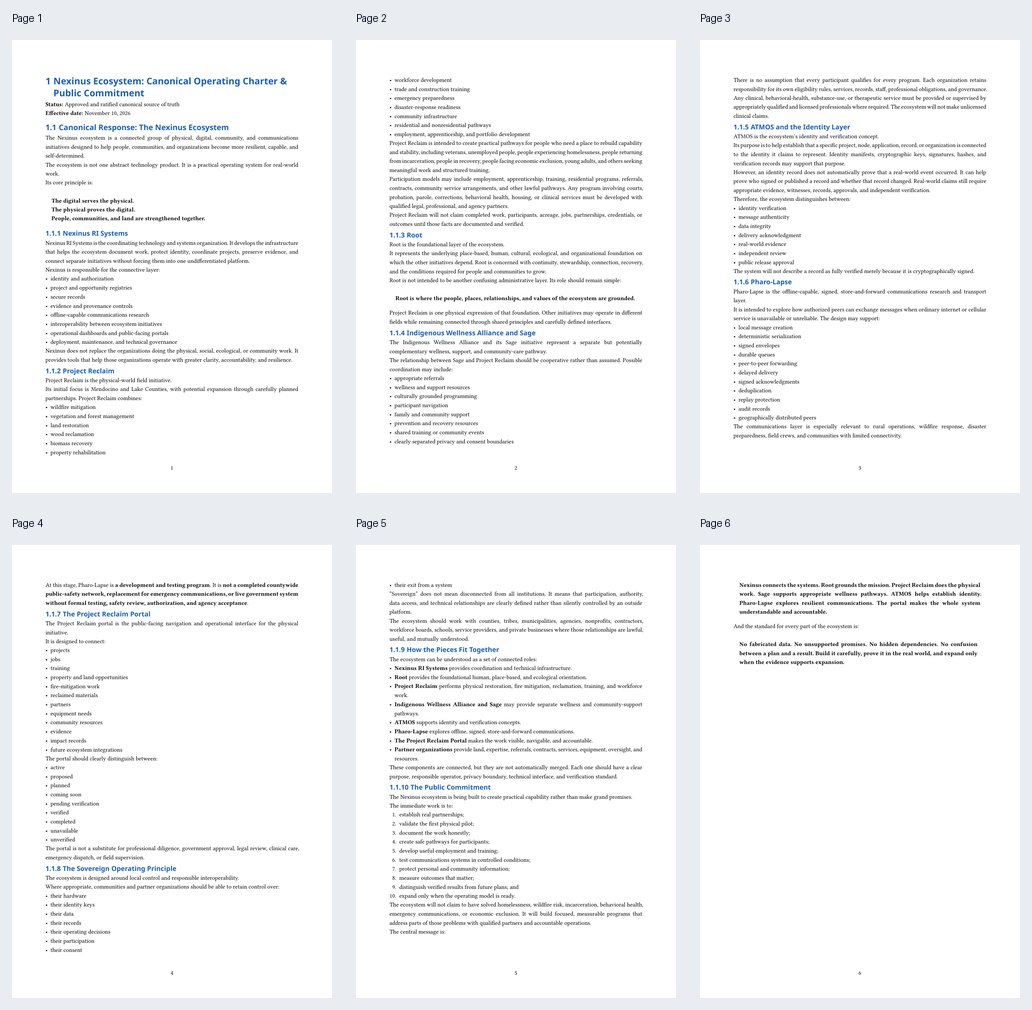 Page 1
1 Nexinus Ecosystem: Canonical Operating Charter &
Public Commitment
Status: Approved and ratified canonical source of truth
Effective date: November 10, 2026
1.1 Canonical Response: The Nexinus Ecosystem
The Nexinus ecosystem is a connected group of physical, digital, community, and communications
initiatives designed to help people, communities, and organizations become more resilient, capable, and
self-determined.
The ecosystem is not one abstract technology product. It is a practical operating system for real-world
work.
Its core principle is:
The digital serves the physical.
The physical proves the digital.
People, communities, and land are strengthened together.
1.1.1 Nexinus RI Systems
Nexinus RI Systems is the coordinating technology and systems organization. It develops the infrastructure
that helps the ecosystem document work, protect identity, coordinate projects, preserve evidence, and
connect separate initiatives without forcing them into one undifferentiated platform.
Nexinus is responsible for the connective layer:
• identity and authorization
• project and opportunity registries
• secure records
• evidence and provenance controls
• offline-capable communications research
• interoperability between ecosystem initiatives
• operational dashboards and public-facing portals
• deployment, maintenance, and technical governance
Nexinus does not replace the organizations doing the physical, social, ecological, or community work. It
provides tools that help those organizations operate with greater clarity, accountability, and resilience.
1.1.2 Project Reclaim
Project Reclaim is the physical-world field initiative.
Its initial focus is Mendocino and Lake Counties, with potential expansion through carefully planned
partnerships. Project Reclaim combines:
• wildfire mitigation
• vegetation and forest management
• land restoration
• wood reclamation
• biomass recovery
• property rehabilitation
1
Page 2
• workforce development
• trade and construction training
• emergency preparedness
• disaster-response readiness
• community infrastructure
• residential and nonresidential pathways
• employment, apprenticeship, and portfolio development
Project Reclaim is intended to create practical pathways for people who need a place to rebuild capability
and stability, including veterans, displaced workers, people experiencing homelessness, people returning
from incarceration, people in recovery, people facing economic exclusion, young adults, and others seeking
meaningful work and structured training.
Participation models may include employment, apprenticeship, training, residential programs, referrals,
contracts, community service arrangements, and other lawful pathways. Any program involving courts,
probation, parole, corrections, behavioral health, housing, or clinical services must be developed with
qualified legal, professional, and agency partners.
Project Reclaim will not claim completed work, participants, acreage, jobs, partnerships, credentials, or
outcomes until those facts are documented and verified.
1.1.3 Root
Root is the foundational layer of the ecosystem.
It represents the underlying place-based, human, cultural, ecological, and organizational foundation on
which the other initiatives depend. Root is concerned with continuity, stewardship, connection, recovery,
and the conditions required for people and communities to grow.
Root is not intended to be another confusing administrative layer. Its role should remain simple:
Root is where the people, places, relationships, and values of the ecosystem are grounded.
Project Reclaim is one physical expression of that foundation. Other initiatives may operate in different
fields while remaining connected through shared principles and carefully defined interfaces.
1.1.4 Indigenous Wellness Alliance and Sage
The Indigenous Wellness Alliance and its Sage initiative represent a separate but potentially
complementary wellness, support, and community-care pathway.
The relationship between Sage and Project Reclaim should be cooperative rather than assumed. Possible
coordination may include:
• appropriate referrals
• wellness and support resources
• culturally grounded programming
• participant navigation
• family and community support
• prevention and recovery resources
• shared training or community events
• clearly separated privacy and consent boundaries
2
Page 3
There is no assumption that every participant qualifies for every program. Each organization retains
responsibility for its own eligibility rules, services, records, staff, professional obligations, and governance.
Any clinical, behavioral-health, substance-use, or therapeutic service must be provided or supervised by
appropriately qualified and licensed professionals where required. The ecosystem will not make unlicensed
clinical claims.
1.1.5 ATMOS and the Identity Layer
ATMOS is the ecosystem's identity and verification concept.
Its purpose is to help establish that a specific project, node, application, record, or organization is connected
to the identity it claims to represent. Identity manifests, cryptographic keys, signatures, hashes, and
verification records may support that purpose.
However, an identity record does not automatically prove that a real-world event occurred. It can help
prove who signed or published a record and whether that record changed. Real-world claims still require
appropriate evidence, witnesses, records, approvals, and independent verification.
Therefore, the ecosystem distinguishes between:
• identity verification
• message authenticity
• data integrity
• delivery acknowledgment
• real-world evidence
• independent review
• public release approval
The system will not describe a record as fully verified merely because it is cryptographically signed.
1.1.6 Pharo-Lapse
Pharo-Lapse is the offline-capable, signed, store-and-forward communications research and transport
layer.
It is intended to explore how authorized peers can exchange messages when ordinary internet or cellular
service is unavailable or unreliable. The design may support:
• local message creation
• deterministic serialization
• signed envelopes
• durable queues
• peer-to-peer forwarding
• delayed delivery
• signed acknowledgments
• deduplication
• replay protection
• audit records
• geographically distributed peers
The communications layer is especially relevant to rural operations, wildfire response, disaster
preparedness, field crews, and communities with limited connectivity.
3
Page 4
At this stage, Pharo-Lapse is a development and testing program. It is not a completed countywide
public-safety network, replacement for emergency communications, or live government system
without formal testing, safety review, authorization, and agency acceptance.
1.1.7 The Project Reclaim Portal
The Project Reclaim portal is the public-facing navigation and operational interface for the physical
initiative.
It is designed to connect:
• projects
• jobs
• training
• property and land opportunities
• fire-mitigation work
• reclaimed materials
• partners
• equipment needs
• community resources
• evidence
• impact records
• future ecosystem integrations
The portal should clearly distinguish between:
• active
• proposed
• planned
• coming soon
• pending verification
• verified
• completed
• unavailable
• unverified
The portal is not a substitute for professional diligence, government approval, legal review, clinical care,
emergency dispatch, or field supervision.
1.1.8 The Sovereign Operating Principle
The ecosystem is designed around local control and responsible interoperability.
Where appropriate, communities and partner organizations should be able to retain control over:
• their hardware
• their identity keys
• their data
• their records
• their operating decisions
• their participation
• their consent
4
Page 5
• their exit from a system
"Sovereign" does not mean disconnected from all institutions. It means that participation, authority,
data access, and technical relationships are clearly defined rather than silently controlled by an outside
platform.
The ecosystem should work with counties, tribes, municipalities, agencies, nonprofits, contractors,
workforce boards, schools, service providers, and private businesses where those relationships are lawful,
useful, and mutually understood.
1.1.9 How the Pieces Fit Together
The ecosystem can be understood as a set of connected roles:
• Nexinus RI Systems provides coordination and technical infrastructure.
• Root provides the foundational human, place-based, and ecological orientation.
• Project Reclaim performs physical restoration, fire mitigation, reclamation, training, and workforce
work.
• Indigenous Wellness Alliance and Sage may provide separate wellness and community-support
pathways.
• ATMOS supports identity and verification concepts.
• Pharo-Lapse explores offline, signed, store-and-forward communications.
• The Project Reclaim Portal makes the work visible, navigable, and accountable.
• Partner organizations provide land, expertise, referrals, contracts, services, equipment, oversight, and
resources.
These components are connected, but they are not automatically merged. Each one should have a clear
purpose, responsible operator, privacy boundary, technical interface, and verification standard.
1.1.10 The Public Commitment
The Nexinus ecosystem is being built to create practical capability rather than make grand promises.
The immediate work is to:
1. establish real partnerships;
2. validate the first physical pilot;
3. document the work honestly;
4. create safe pathways for participants;
5. develop useful employment and training;
6. test communications systems in controlled conditions;
7. protect personal and community information;
8. measure outcomes that matter;
9. distinguish verified results from future plans; and
10. expand only when the operating model is ready.
The ecosystem will not claim to have solved homelessness, wildfire risk, incarceration, behavioral health,
emergency communications, or economic exclusion. It will build focused, measurable programs that
address parts of those problems with qualified partners and accountable operations.
The central message is:
5
Page 6
Nexinus connects the systems. Root grounds the mission. Project Reclaim does the physical
work. Sage supports appropriate wellness pathways. ATMOS helps establish identity.
Pharo-Lapse explores resilient communications. The portal makes the whole system
understandable and accountable.
And the standard for every part of the ecosystem is:
No fabricated data. No unsupported promises. No hidden dependencies. No confusion
between a plan and a result. Build it carefully, prove it in the real world, and expand only
when the evidence supports expansion.
6